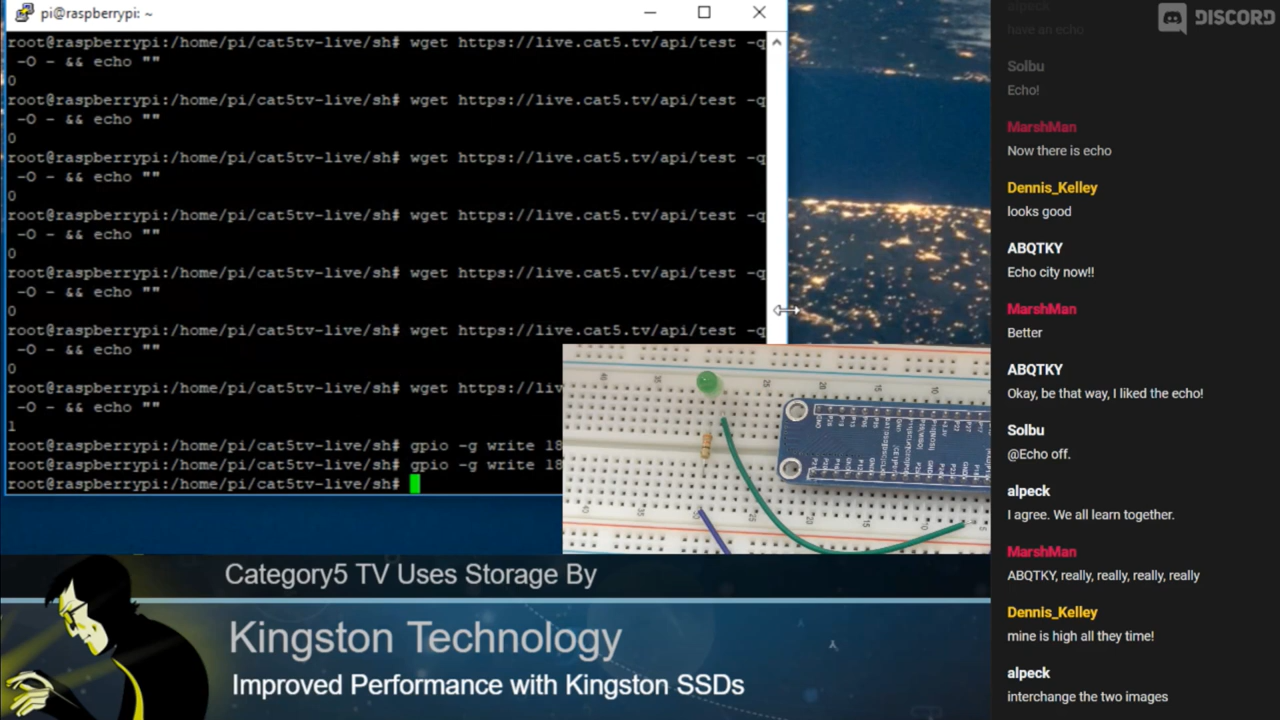 pi@raspberrypi: ~
root@raspberrypi:/home/pi/cat5tv-live/sh# wget https://live.cat5.tv/api/test -q
-O - && echo ""
0
root@raspberrypi:/home/pi/cat5tv-live/sh# wget https://live.cat5.tv/api/test -q
-O - && echo ""
0
root@raspberrypi:/home/pi/cat5tv-live/sh# wget https://live.cat5.tv/api/test -q
-O - && echo ""
0
root@raspberrypi:/home/pi/cat5tv-live/sh# wget https://live.cat5.tv/api/test -q
-O - && echo ""
0
root@raspberrypi:/home/pi/cat5tv-live/sh# wget https://live.cat5.tv/api/test -q
-O - && echo ""
0
root@raspberrypi:/home/pi/cat5tv-live/sh# wget https://live.cat5.tv/api/test -q
-O - && echo ""
0
root@raspberrypi:/home/pi/cat5tv-live/sh# wget https://liv
-O - && echo ""
1
root@raspberrypi:/home/pi/cat5tv-live/sh# gpio -g write 18
root@raspberrypi:/home/pi/cat5tv-live/sh# gpio -g write 18
root@raspberrypi:/home/pi/cat5tv-live/sh#
Category5 TV Uses Storage By
Kingston Technology
Improved Performance with Kingston SSDs
DISCORD
alpeck
have an echo
Solbu
Echo!
MarshMan
Now there is echo
Dennis_Kelley
looks good
ABQTKY
Echo city now!!
MarshMan
Better
ABQTKY
Okay, be that way, I liked the echo!
Solbu
@Echo off.
alpeck
I agree. We all learn together.
MarshMan
ABQTKY, really, really, really, really
Dennis_Kelley
mine is high all they time!
alpeck
interchange the two images